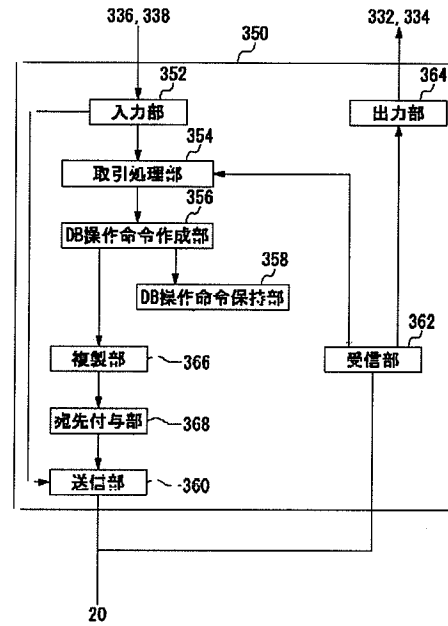 336, 338
332, 334
350
352
入力部
364
出力部
354
取引処理部
356
DB操作命令作成部
358
DB操作命令保持部
362
受信部
複製部
366
宛先付与部
368
送信部
360
20